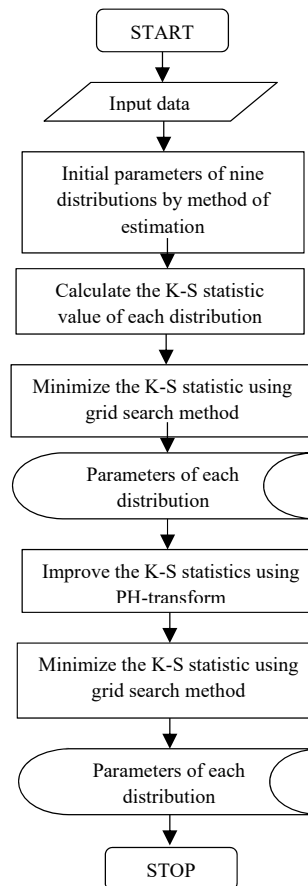 START
Input data
Initial parameters of nine
distributions by method of
estimation
Calculate the K-S statistic
value of each distribution
Minimize the K-S statistic using
grid search method
Parameters of each
distribution
Improve the K-S statistics using
PH-transform
Minimize the K-S statistic using
grid search method
Parameters of each
distribution
STOP